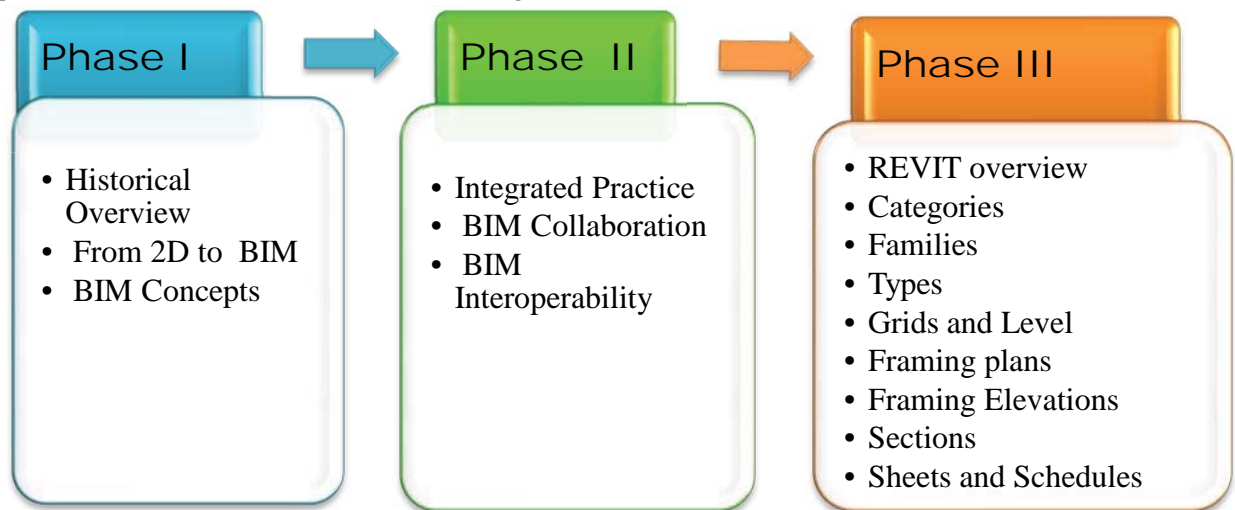 Phase I
• Historical
Overview
• From 2D to BIM
• BIM Concepts
Phase II
• Integrated Practice
• BIM Collaboration
• BIM
Interoperability
Phase III
• REVIT overview
• Categories
• Families
• Types
• Grids and Level
• Framing plans
• Framing Elevations
• Sections
• Sheets and Schedules